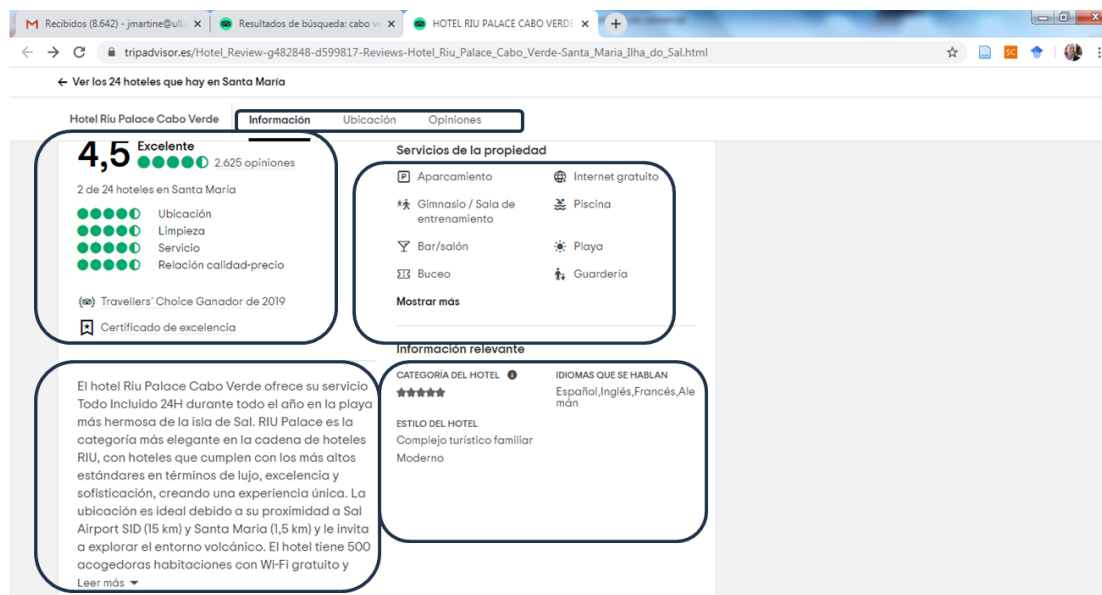 Recibidos (8.642) - jmartine@ull.
Resultados de búsqueda: cabo ve
HOTEL RIU PALACE CABO VERDE
tripadvisor.es/Hotel_Review-g482848-d599817-Reviews-Hotel_Riu_Palace_Cabo_Verde-Santa_Maria_Ilha_do_Sal.html
SC
← Ver los 24 hoteles que hay en Santa María
Hotel Riu Palace Cabo Verde Información Ubicación Opiniones
4,5 Excelente
2.625 opiniones
2 de 24 hoteles en Santa María
Ubicación
Limpieza
Servicio
Relación calidad-precio
Travellers' Choice Ganador de 2019
Certificado de excelencia
El hotel Riu Palace Cabo Verde ofrece su servicio
Todo Incluido 24H durante todo el año en la playa
más hermosa de la isla de Sal. RIU Palace es la
categoría más elegante en la cadena de hoteles
RIU, con hoteles que cumplen con los más altos
estándares en términos de lujo, excelencia y
sofisticación, creando una experiencia única. La
ubicación es ideal debido a su proximidad a Sal
Airport SID (15 km) y Santa Maria (1,5 km) y le invita
a explorar el entorno volcánico. El hotel tiene 500
acogedoras habitaciones con Wi-Fi gratuito y
Leer más
Servicios de la propiedad
P Aparcamiento
Internet gratuito
Gimnasio / Sala de
entrenamiento
Piscina
Bar/salón
Playa
Buceo
Guardería
Mostrar más
Información relevante
CATEGORÍA DEL HOTEL
IDIOMAS QUE SE HABLAN
Español,Inglés,Francés,Ale
mán
ESTILO DEL HOTEL
Complejo turístico familiar
Moderno